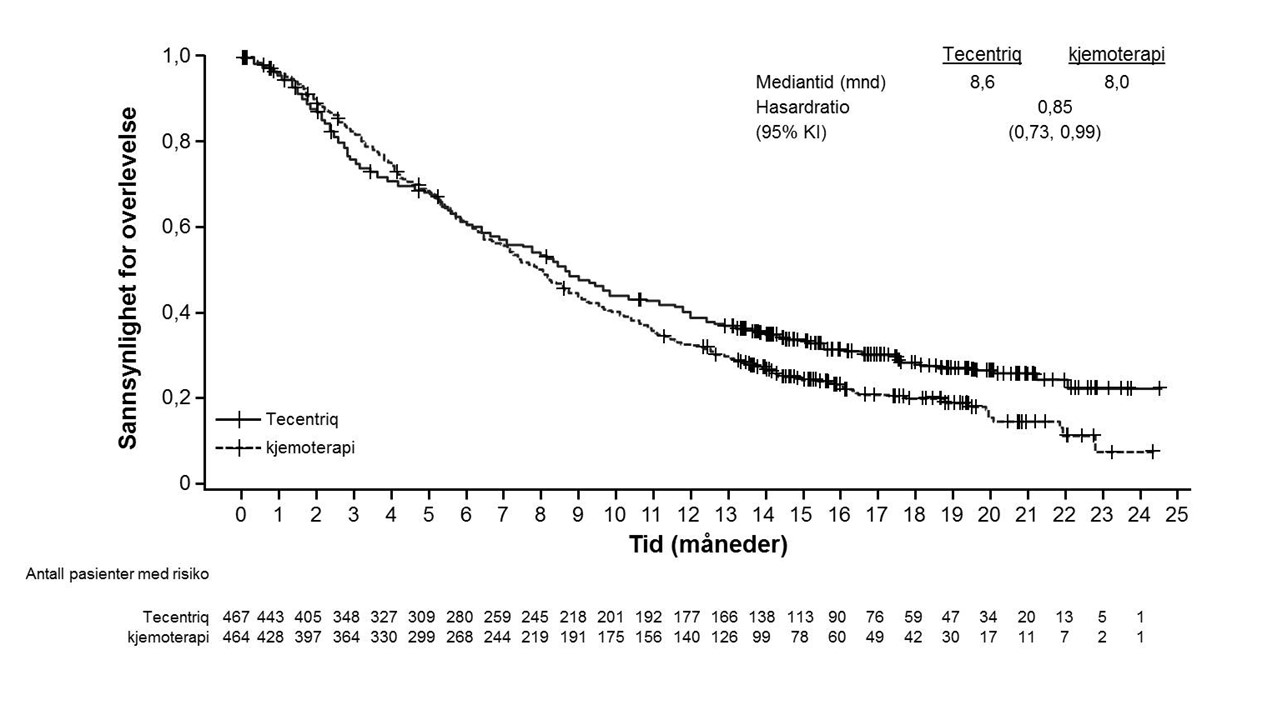 Tecentriq kjemoterapi
Mediantid (mnd) 8,6 8,0
Hasardratio 0,85
(95% KI) (0,73, 0,99)
Sannsynlighet for overlevelse
1,0
0,8
0,6
0,4
0,2
0
Tecentriq
kjemoterapi
0 1 2 3 4 5 6 7 8 9 10 11 12 13 14 15 16 17 18 19 20 21 22 23 24 25
Tid (måneder)
Antall pasienter med risiko
Tecentriq 467 443 405 348 327 309 280 259 245 218 201 192 177 166 138 113 90 76 59 47 34 20 13 5 1
kjemoterapi 464 428 397 364 330 299 268 244 219 191 175 156 140 126 99 78 60 49 42 30 17 11 7 2 1